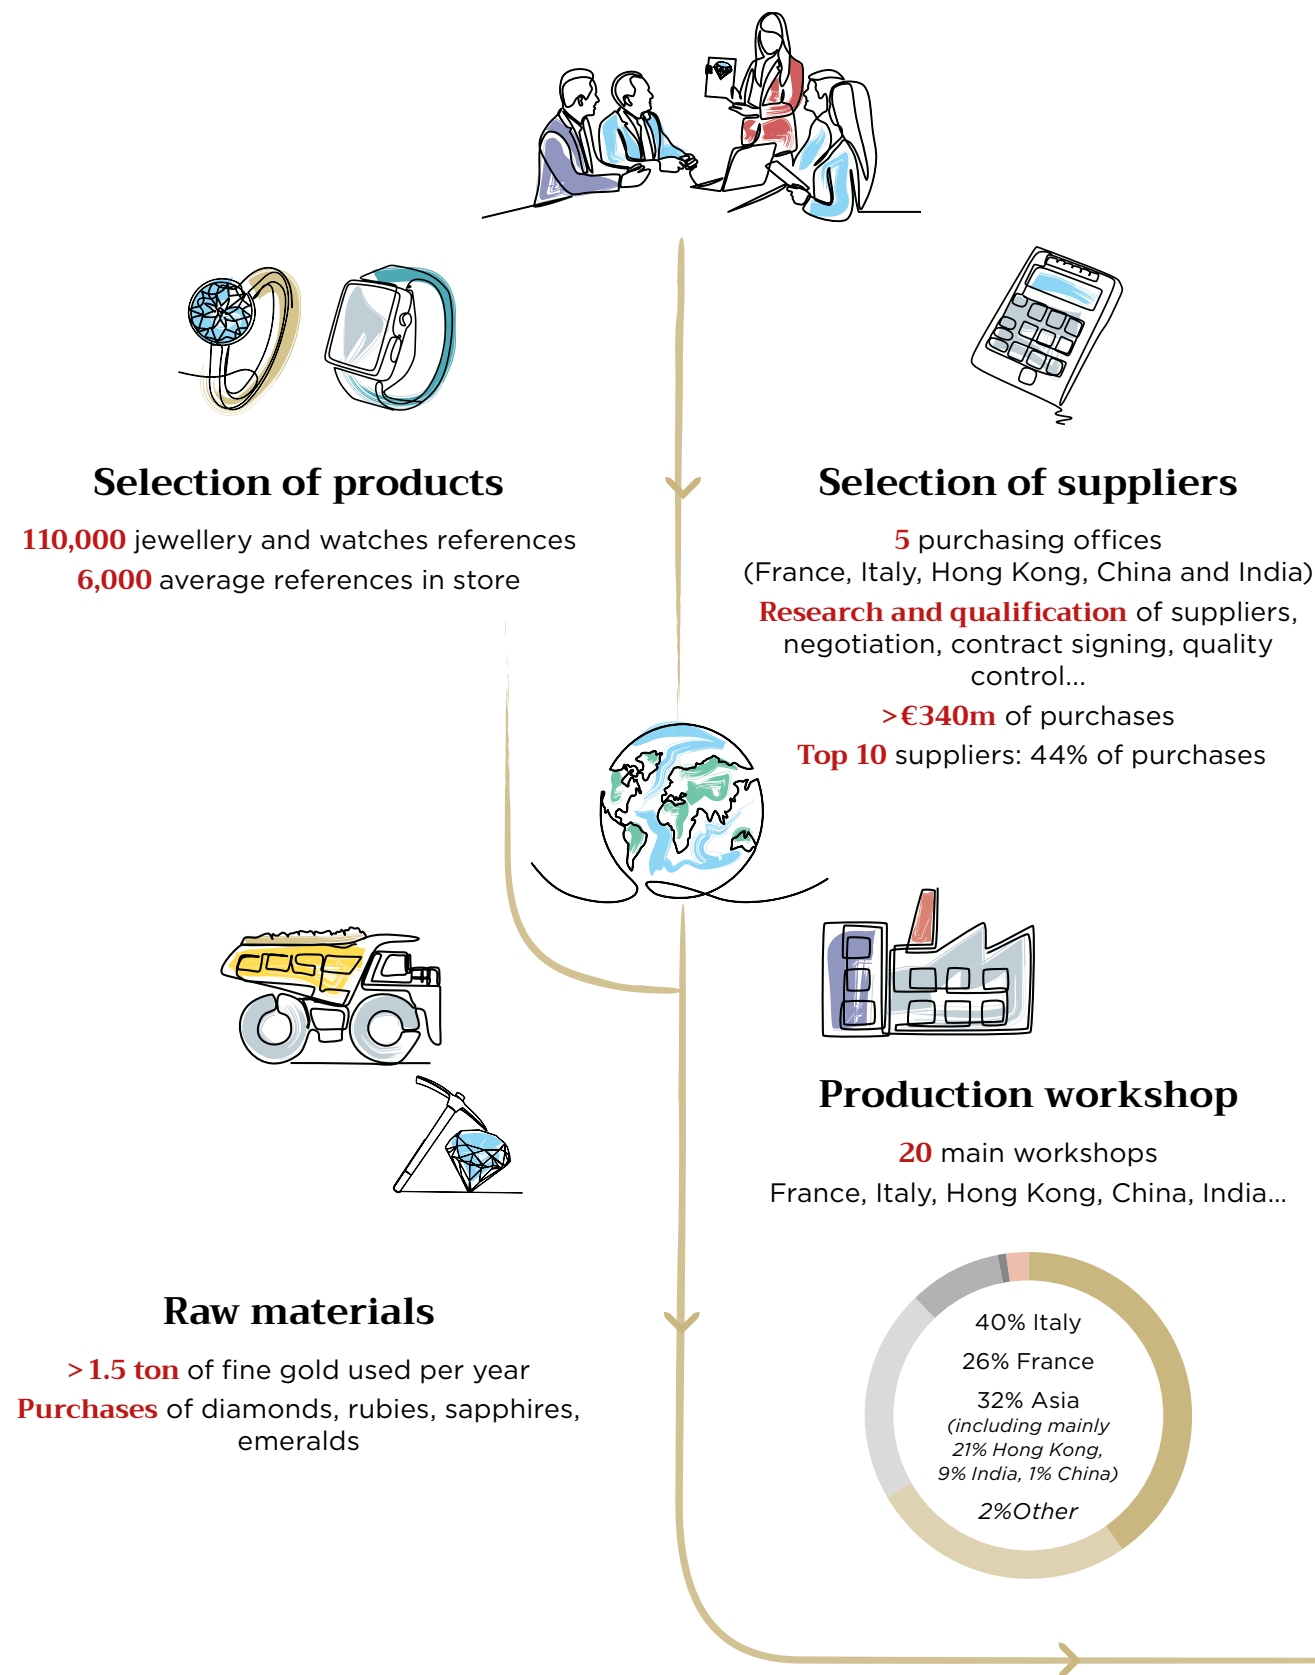 Selection of products
110,000 jewellery and watches references
6,000 average references in store
Selection of suppliers
5 purchasing offices
(France, Italy, Hong Kong, China and India)
Research and qualification of suppliers,
negotiation, contract signing, quality
control...
>€340m of purchases
Top 10 suppliers: 44% of purchases
Raw materials
>1.5 ton of fine gold used per year
Purchases of diamonds, rubies, sapphires,
emeralds
Production workshop
20 main workshops
France, Italy, Hong Kong, China, India...
40% Italy
26% France
32% Asia
(including mainly
21% Hong Kong,
9% India, 1% China)
2%Other